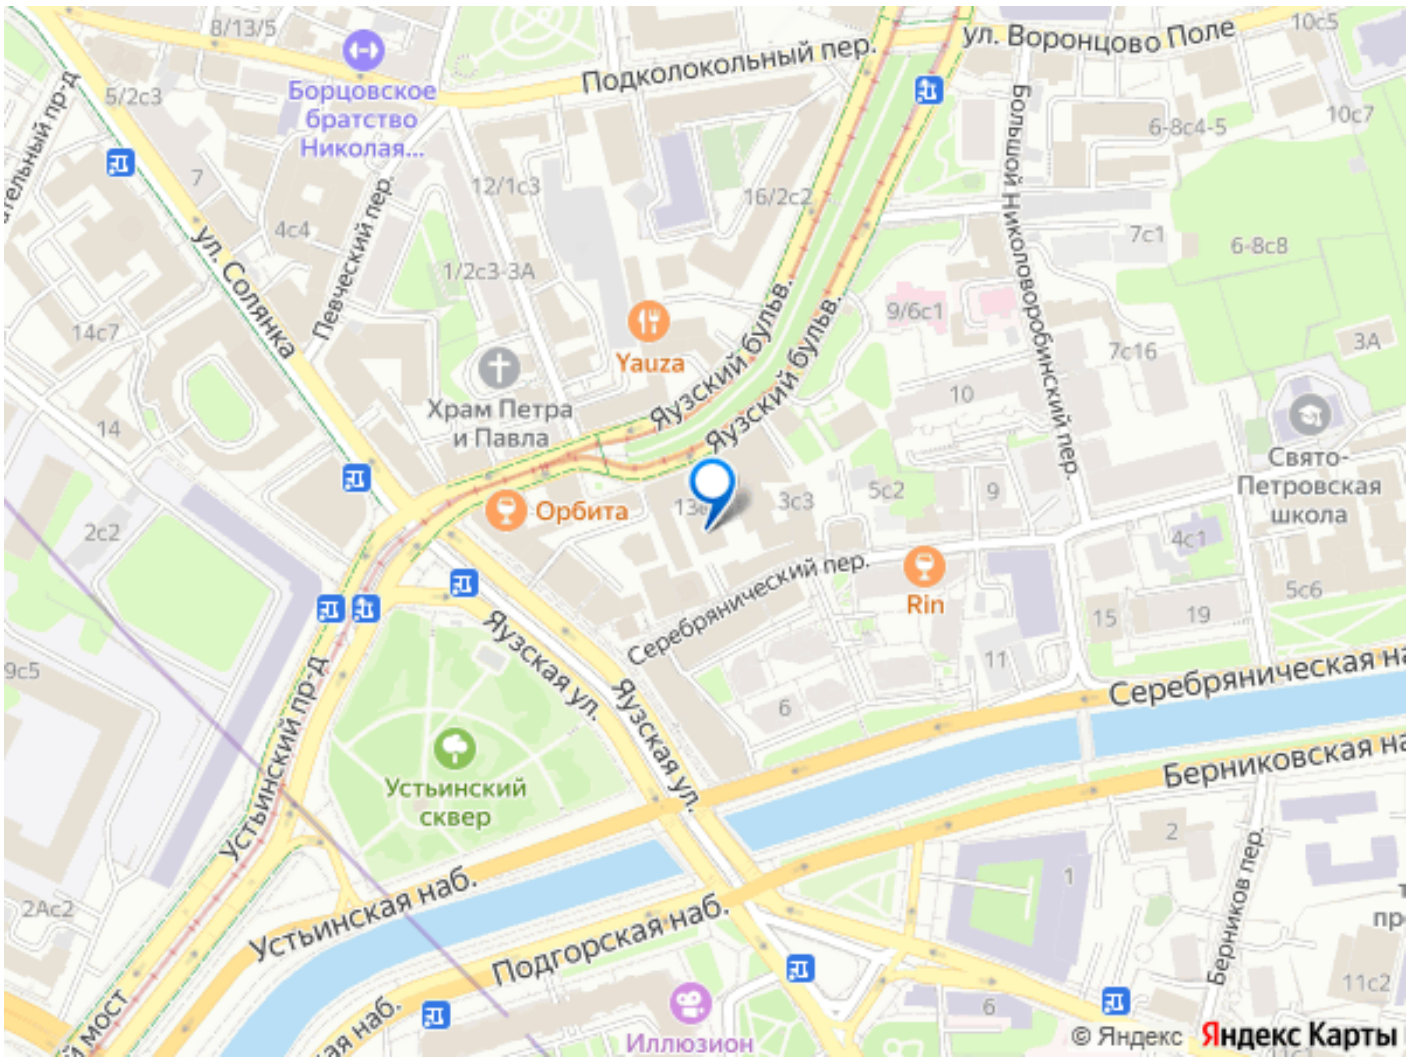 8/13/5
10с5
ул. Воронцово Поле
Подколокольный пер.
5/2с3
Борцовское
братство
Николая...
10с7
6-8с4-5
Большой Николоворобинский пер.
7
12/1с3
16/2с2
4с4
Певческий пер.
7с1
6-8с8
ул. Солянка
1/2с3-3А
9/6с1
14с7
Yauza
Яузский бульв.
Яузский бульв.
7с16
3А
10
14
Храм Петра
и Павла
Свято-
Петровская
школа
Орбита
3с3
5с2
9
2с2
4с1
Серебрянический пер.
Rin
5с6
15
19
Яузская ул.
Яузская ул.
11
9с5
6
Серебряническая на
Устьинский пр-д
Устьинский
сквер
Берниковская на
2
1
Берников пер.
2Ас2
Устьинская наб.
Подгорская наб.
11с2
6
мост
наб.
Иллюзион
© Яндекс
Яндекс Карты